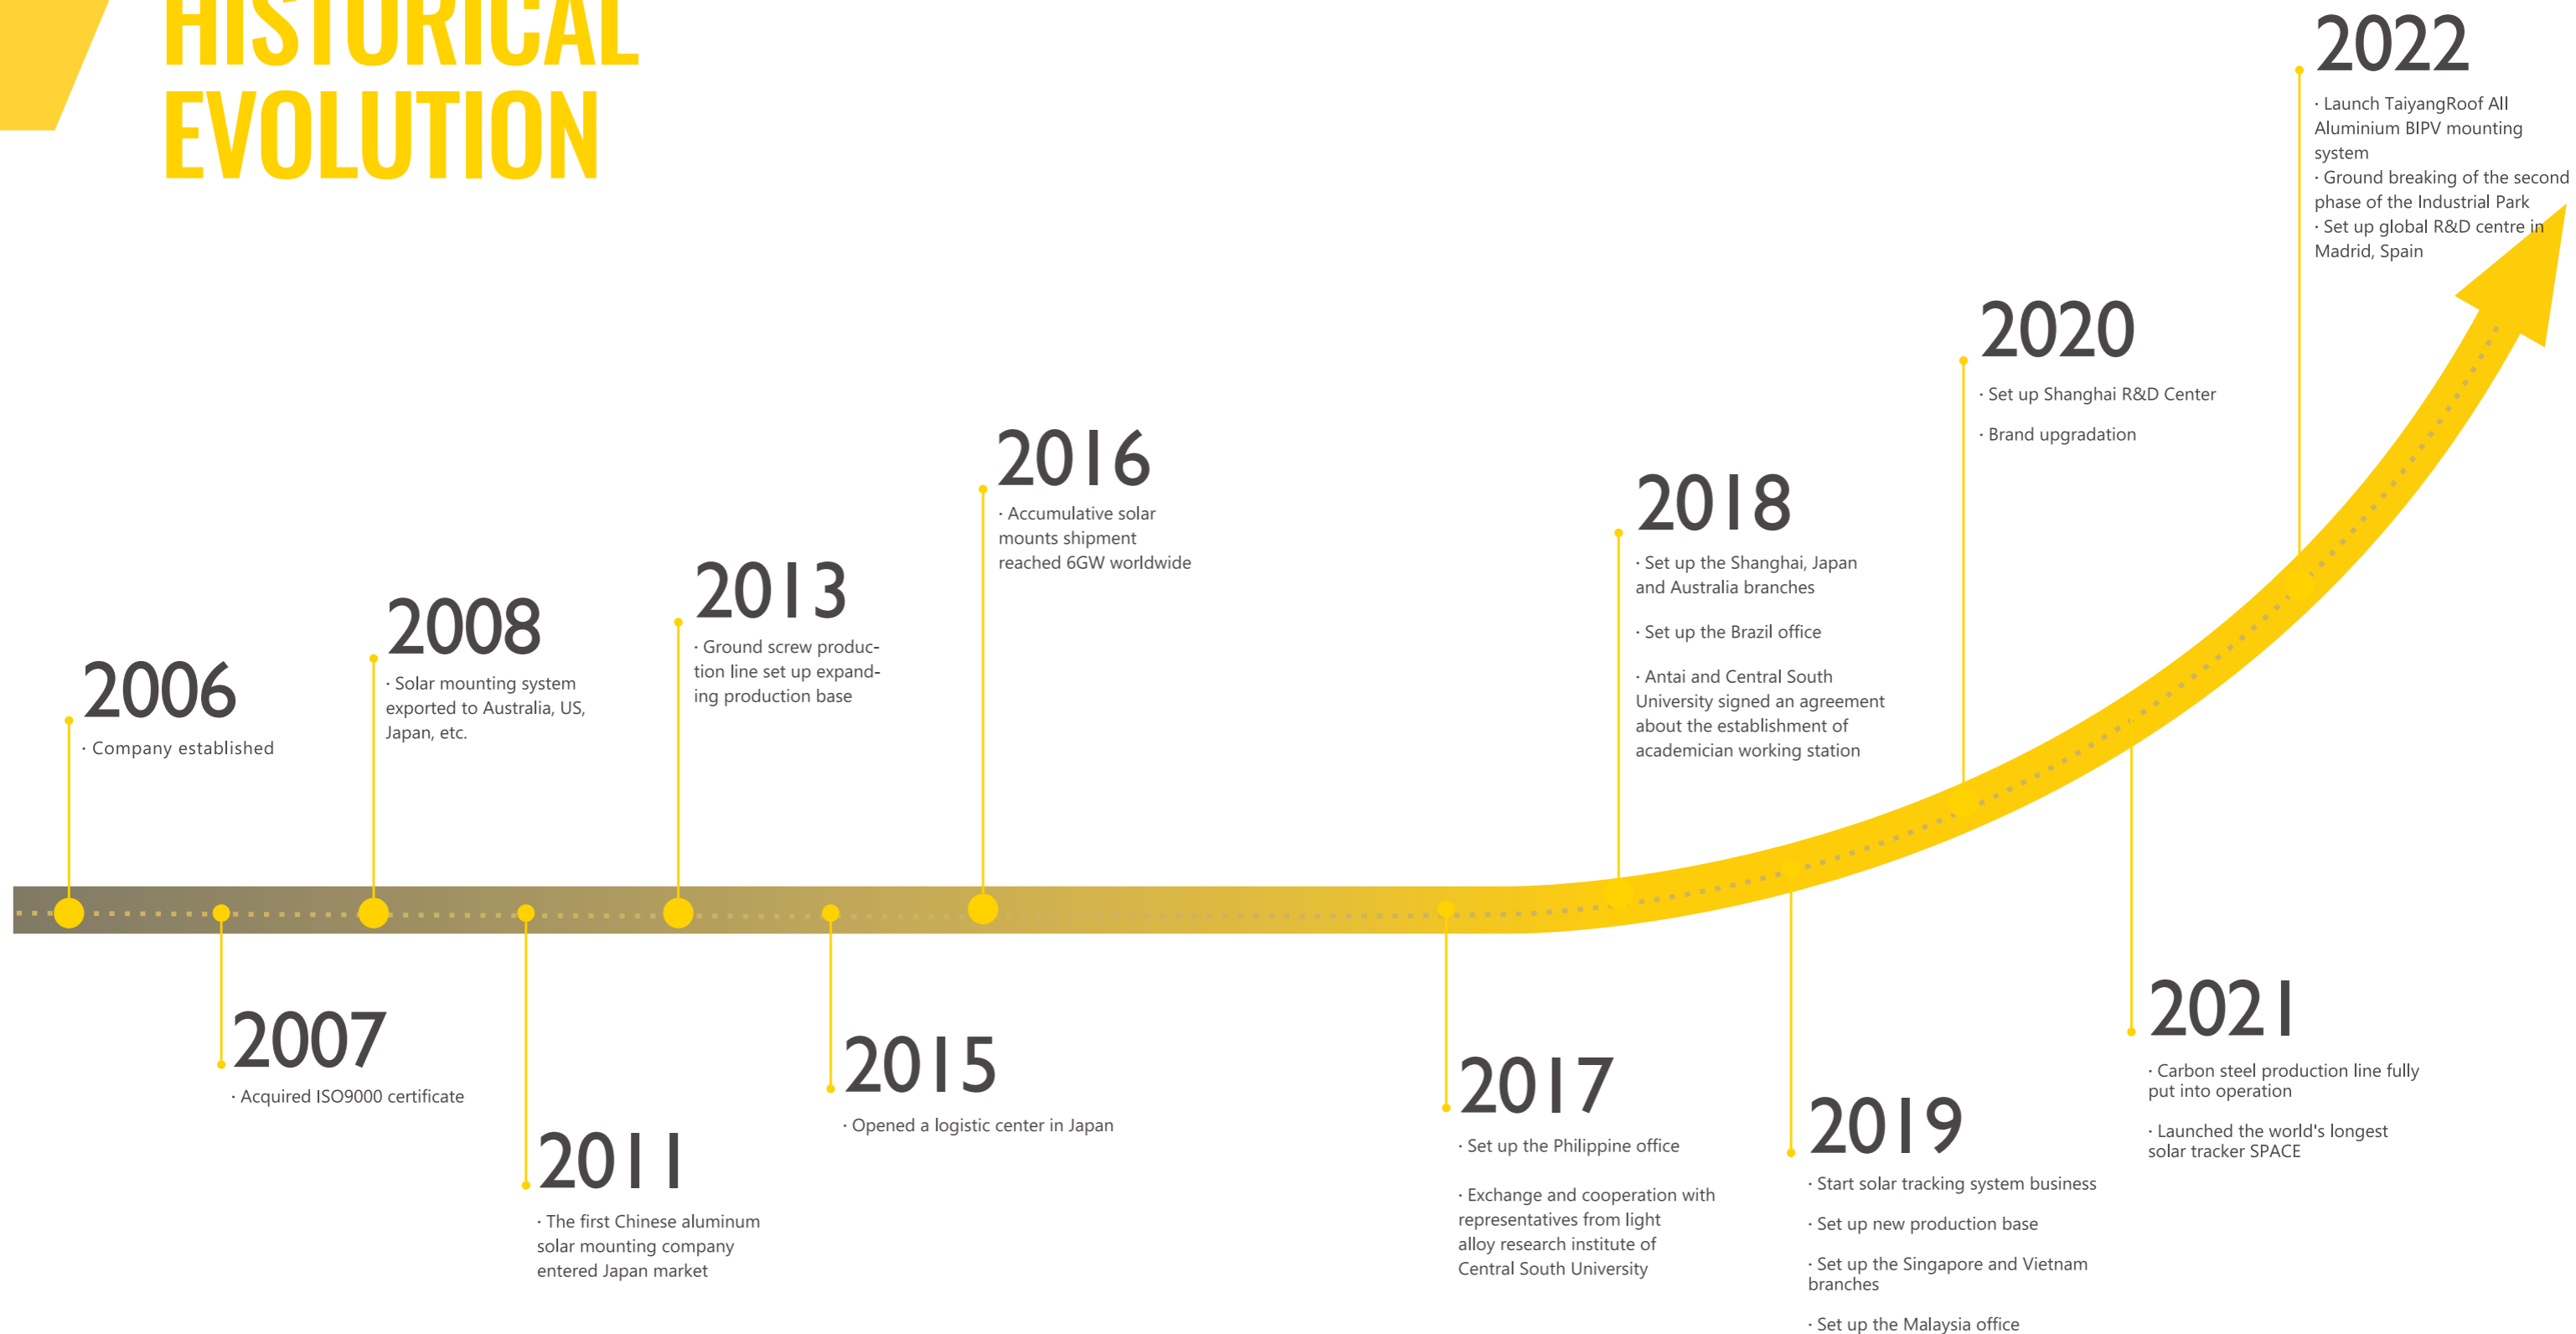 HISTORICAL
EVOLUTION
2006
· Company established
2007
· Acquired ISO9000 certificate
2008
· Solar mounting system
exported to Australia, US,
Japan, etc.
2011
· The first Chinese aluminum
solar mounting company
entered Japan market
2013
· Ground screw produc-
tion line set up expand-
ing production base
2015
· Opened a logistic center in Japan
2016
· Accumulative solar
mounts shipment
reached 6GW worldwide
2017
· Set up the Philippine office
· Exchange and cooperation with
representatives from light
alloy research institute of
Central South University
2018
· Set up the Shanghai, Japan
and Australia branches
· Set up the Brazil office
· Antai and Central South
University signed an agreement
about the establishment of
academician working station
2019
· Start solar tracking system business
· Set up new production base
· Set up the Singapore and Vietnam
branches
· Set up the Malaysia office
2020
· Set up Shanghai R&D Center
· Brand upgradation
2021
· Carbon steel production line fully
put into operation
· Launched the world's longest
solar tracker SPACE
2022
· Launch TaiyangRoof All
Aluminium BIPV mounting
system
· Ground breaking of the second
phase of the Industrial Park
· Set up global R&D centre in
Madrid, Spain